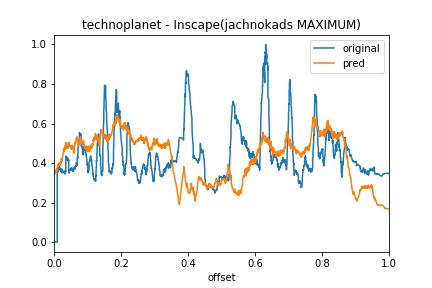 technoplanet - Inscape(jachnokads MAXIMUM)
original
pred
1.0
0.8
0.6
0.4
0.2
0.0
0.0 0.2 0.4 0.6 0.8 1.0
offset